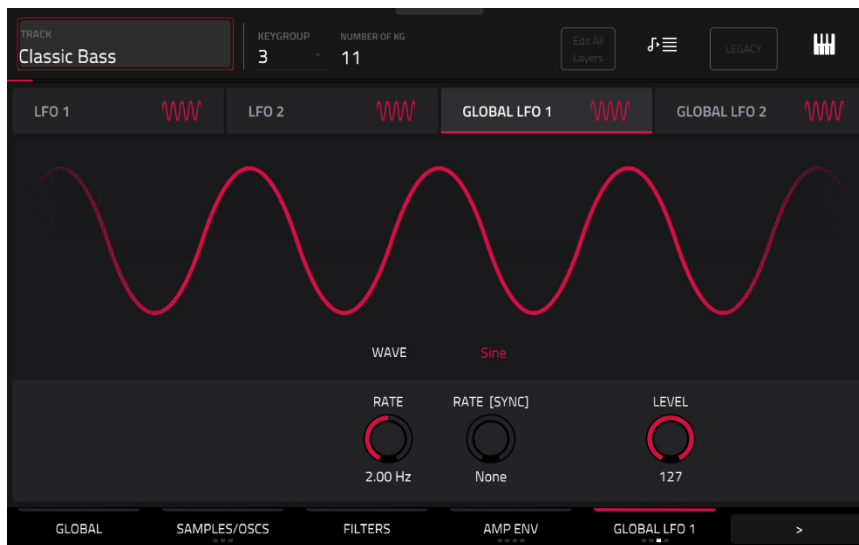 TRACK
Classic Bass
KEYGROUP
3
NUMBER OF KG
11
Edit All
Layers
LEGACY
LFO 1
LFO 2
GLOBAL LFO 1
GLOBAL LFO 2
WAVE
Sine
RATE
2.00 Hz
RATE [SYNC]
None
LEVEL
127
GLOBAL
SAMPLES/OSCS
FILTERS
AMP ENV
GLOBAL LFO 1
>